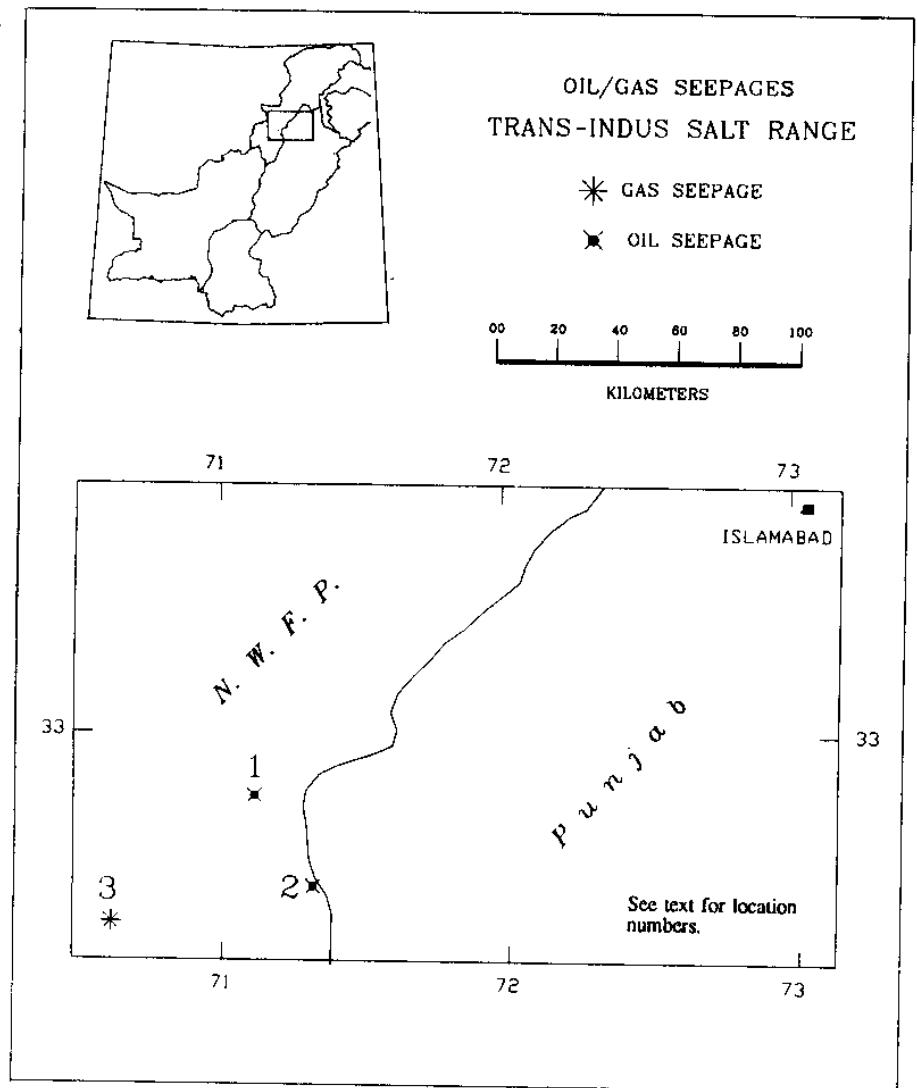 OIL/GAS SEEPAGES
TRANS-INDUS SALT RANGE
GAS SEEPAGE
OIL SEEPAGE
00 20 40 60 80 100
KILOMETERS
71 72 73
ISLAMABAD
N. W. F. P.
33 33
Punjab
1
2
3
See text for location
numbers.
71 72 73